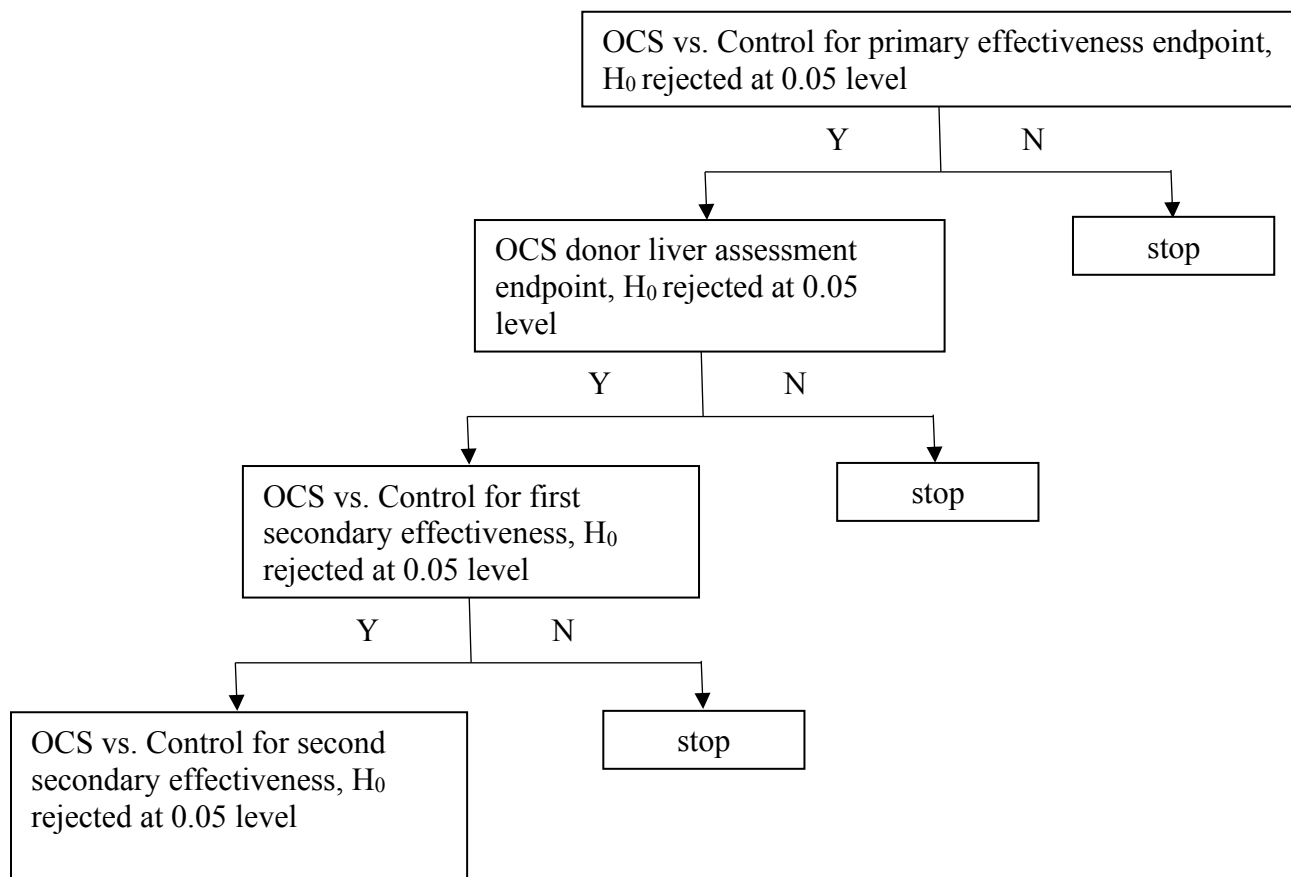 OCS vs. Control for primary effectiveness endpoint,
H₀ rejected at 0.05 level
Y N
stop
OCS donor liver assessment
endpoint, H₀ rejected at 0.05
level
Y N
stop
OCS vs. Control for first
secondary effectiveness, H₀
rejected at 0.05 level
Y N
stop
OCS vs. Control for second
secondary effectiveness, H₀
rejected at 0.05 level